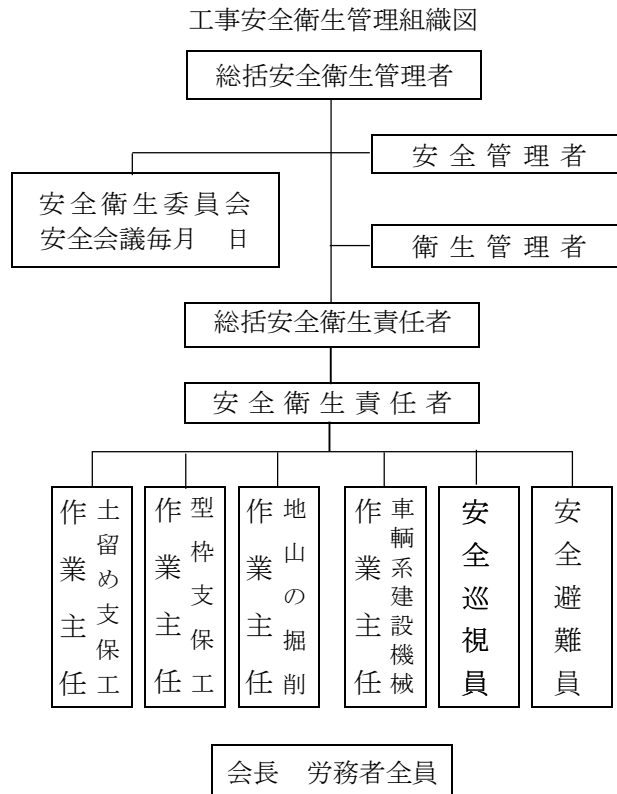 工事安全衛生管理組織図
総括安全衛生管理者
安全管理者
安全衛生委員会
安全会議毎月　日
衛生管理者
総括安全衛生責任者
安全衛生責任者
土留め支保工
作業主任
型枠支保工
作業主任
地山の掘削
作業主任
車輌系建設機械
作業主任
安全巡視員
安全避難員
会長　労務者全員